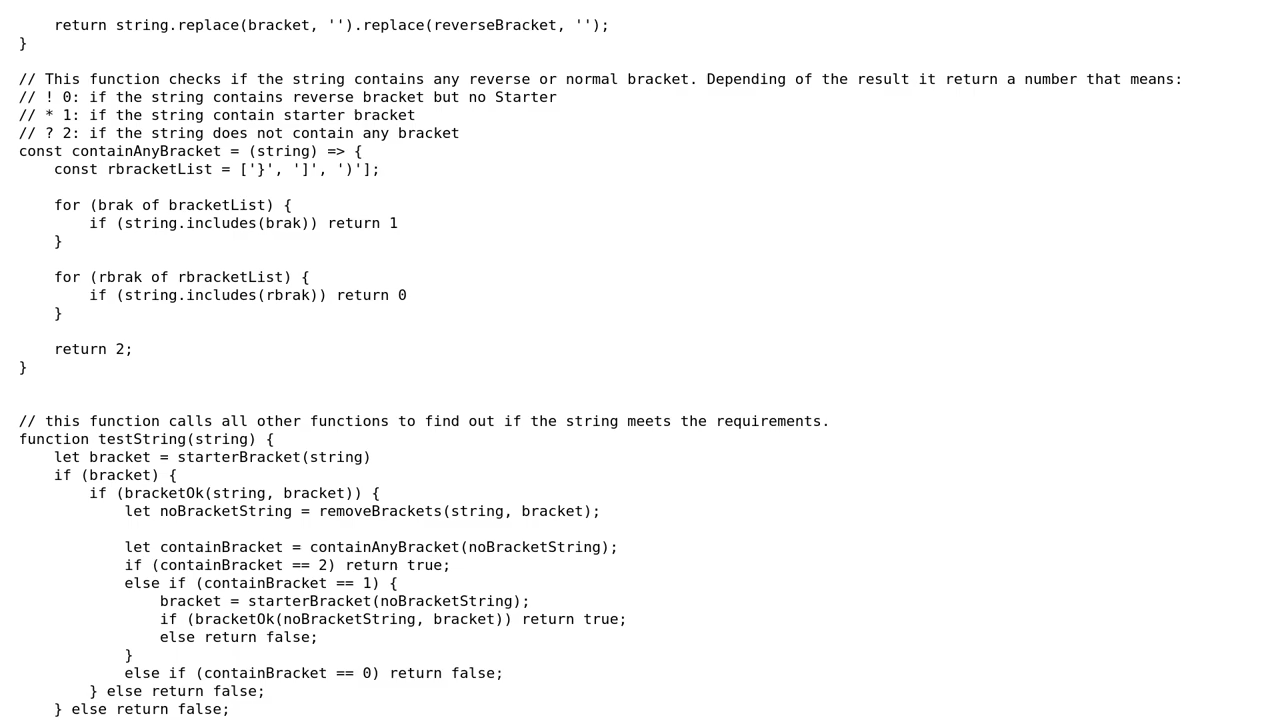 return string.replace(bracket, '').replace(reverseBracket, '');
}

// This function checks if the string contains any reverse or normal bracket. Depending of the result it return a number that means:
// ! 0: if the string contains reverse bracket but no Starter
// * 1: if the string contain starter bracket
// ? 2: if the string does not contain any bracket
const containAnyBracket = (string) => {
    const rbracketList = ['}', ']', ')'];

    for (brak of bracketList) {
        if (string.includes(brak)) return 1
    }

    for (rbrak of rbracketList) {
        if (string.includes(rbrak)) return 0
    }

    return 2;
}


// this function calls all other functions to find out if the string meets the requirements.
function testString(string) {
    let bracket = starterBracket(string)
    if (bracket) {
        if (bracketOk(string, bracket)) {
            let noBracketString = removeBrackets(string, bracket);

            let containBracket = containAnyBracket(noBracketString);
            if (containBracket == 2) return true;
            else if (containBracket == 1) {
                bracket = starterBracket(noBracketString);
                if (bracketOk(noBracketString, bracket)) return true;
                else return false;
            }
            else if (containBracket == 0) return false;
        } else return false;
    } else return false;